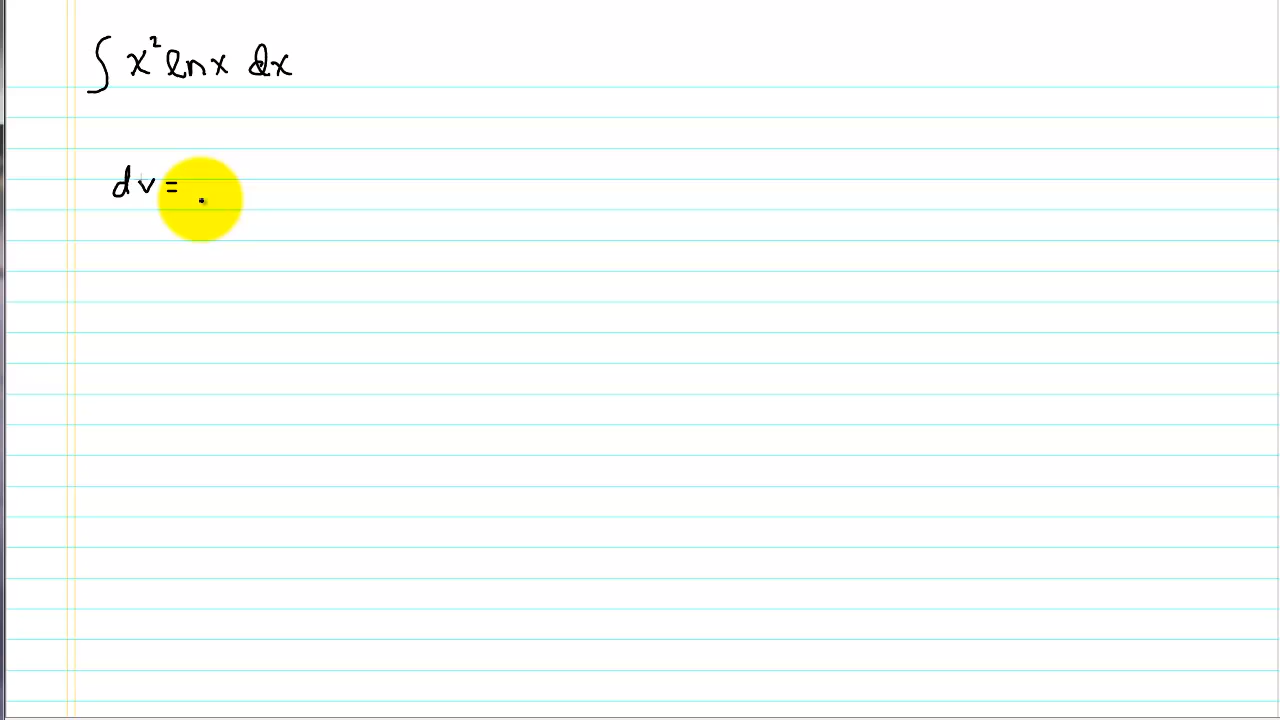 ∫ x² ln x dx
dv =